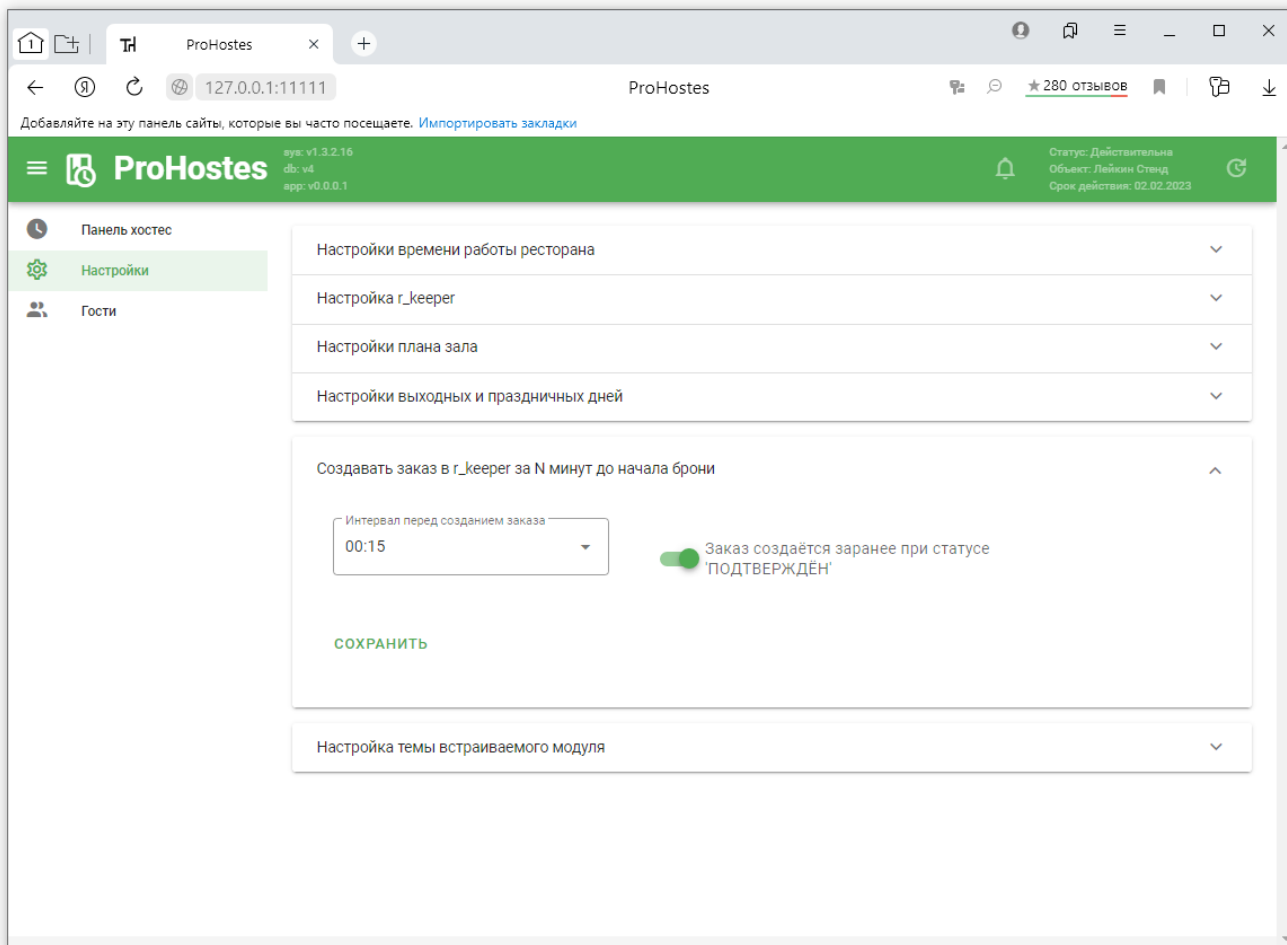 1
ProHostes
Я
127.0.0.1:11111
ProHostes
★ 280 отзывов
Добавляйте на эту панель сайты, которые вы часто посещаете. Импортировать закладки
ProHostes
sys: v1.3.2.16
db: v4
app: v0.0.0.1
Статус: Действительна
Объект: Лейкин Стенд
Срок действия: 02.02.2023
Панель хостес
Настройки
Гости
Настройки времени работы ресторана
Настройка r_keeper
Настройки плана зала
Настройки выходных и праздничных дней
Создавать заказ в r_keeper за N минут до начала брони
Интервал перед созданием заказа
00:15
Заказ создаётся заранее при статусе
'ПОДТВЕРЖДЁН'
СОХРАНИТЬ
Настройка темы встраиваемого модуля